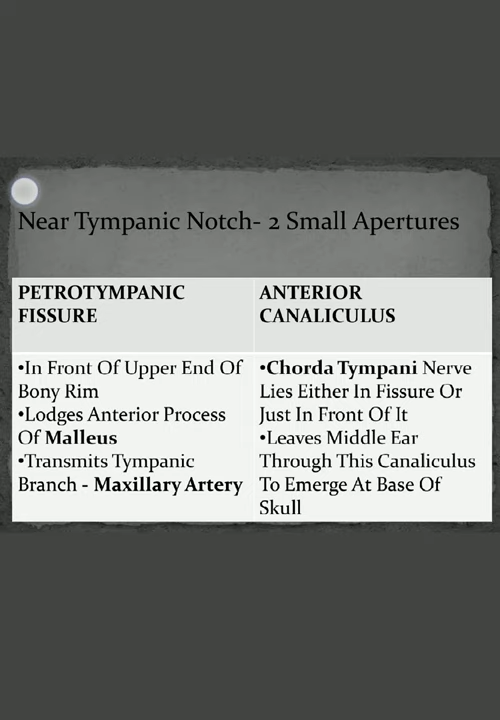 Near Tympanic Notch- 2 Small Apertures
PETROTYMPANIC
FISSURE
•In Front Of Upper End Of
Bony Rim
•Lodges Anterior Process
Of Malleus
•Transmits Tympanic
Branch - Maxillary Artery
ANTERIOR
CANALICULUS
•Chorda Tympani Nerve
Lies Either In Fissure Or
Just In Front Of It
•Leaves Middle Ear
Through This Canaliculus
To Emerge At Base Of
Skull